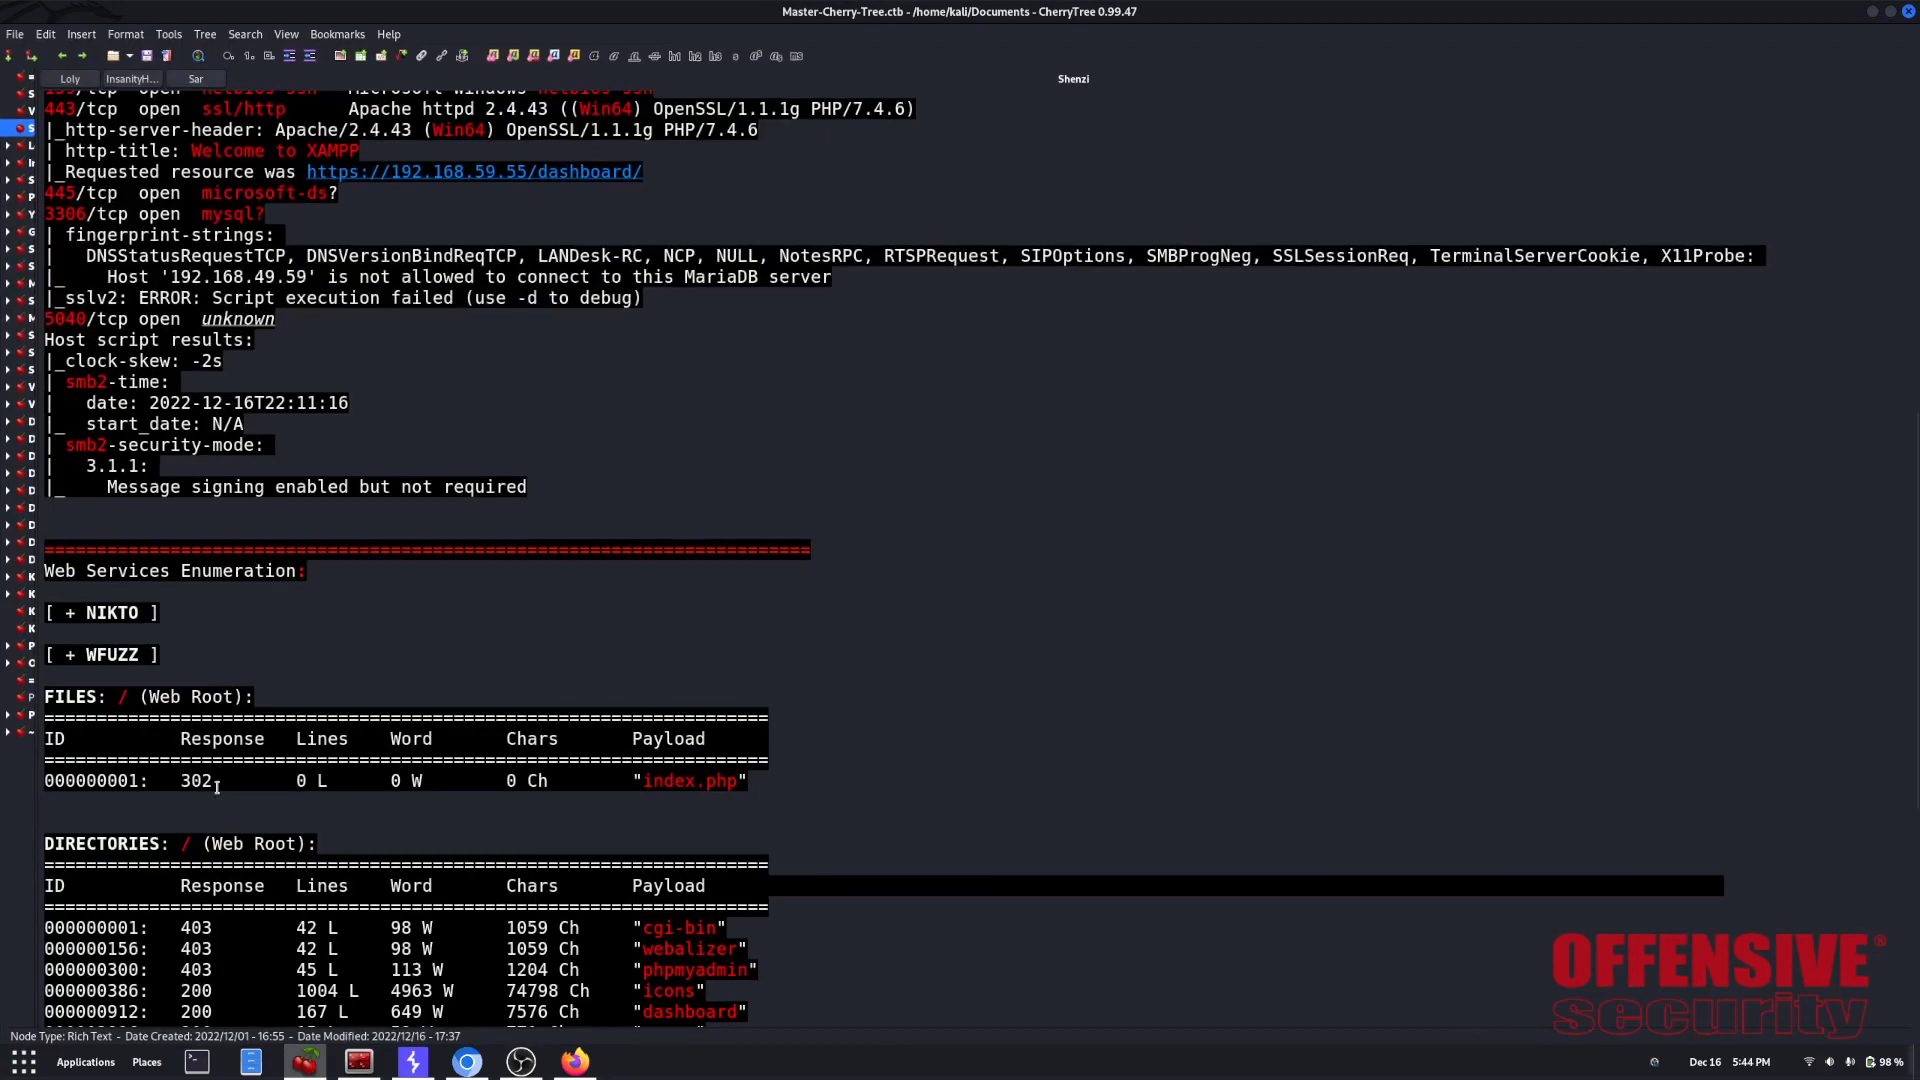 Master-Cherry-Tree.ctb - /home/kali/Documents - CherryTree 0.99.47
File Edit Insert Format Tools Tree Search View Bookmarks Help
Loly InsanityH... Sar Shenzi
443/tcp open ssl/http Apache httpd 2.4.43 ((Win64) OpenSSL/1.1.1g PHP/7.4.6)
|_http-server-header: Apache/2.4.43 (Win64) OpenSSL/1.1.1g PHP/7.4.6
| http-title: Welcome to XAMPP
|_Requested resource was https://192.168.59.55/dashboard/
445/tcp open microsoft-ds?
3306/tcp open mysql?
| fingerprint-strings:
| DNSStatusRequestTCP, DNSVersionBindReqTCP, LANDesk-RC, NCP, NULL, NotesRPC, RTSPRequest, SIPOptions, SMBProgNeg, SSLSessionReq, TerminalServerCookie, X11Probe:
|_ Host '192.168.49.59' is not allowed to connect to this MariaDB server
|_sslv2: ERROR: Script execution failed (use -d to debug)
5040/tcp open unknown
Host script results:
|_clock-skew: -2s
| smb2-time:
| date: 2022-12-16T22:11:16
|_ start_date: N/A
| smb2-security-mode:
| 3.1.1:
|_ Message signing enabled but not required
=========================================================================
Web Services Enumeration:
[ + NIKTO ]
[ + WFUZZ ]
FILES: / (Web Root):
=====================================================================
ID Response Lines Word Chars Payload
=====================================================================
000000001: 302 0 L 0 W 0 Ch "index.php"
DIRECTORIES: / (Web Root):
=====================================================================
ID Response Lines Word Chars Payload
=====================================================================
000000001: 403 42 L 98 W 1059 Ch "cgi-bin"
000000156: 403 42 L 98 W 1059 Ch "webalizer"
000000300: 403 45 L 113 W 1204 Ch "phpmyadmin"
000000386: 200 1004 L 4963 W 74798 Ch "icons"
000000912: 200 167 L 649 W 7576 Ch "dashboard"
OFFENSIVE®
security
Node Type: Rich Text - Date Created: 2022/12/01 - 16:55 - Date Modified: 2022/12/16 - 17:37
Applications Places Dec 16 5:44 PM 98 %